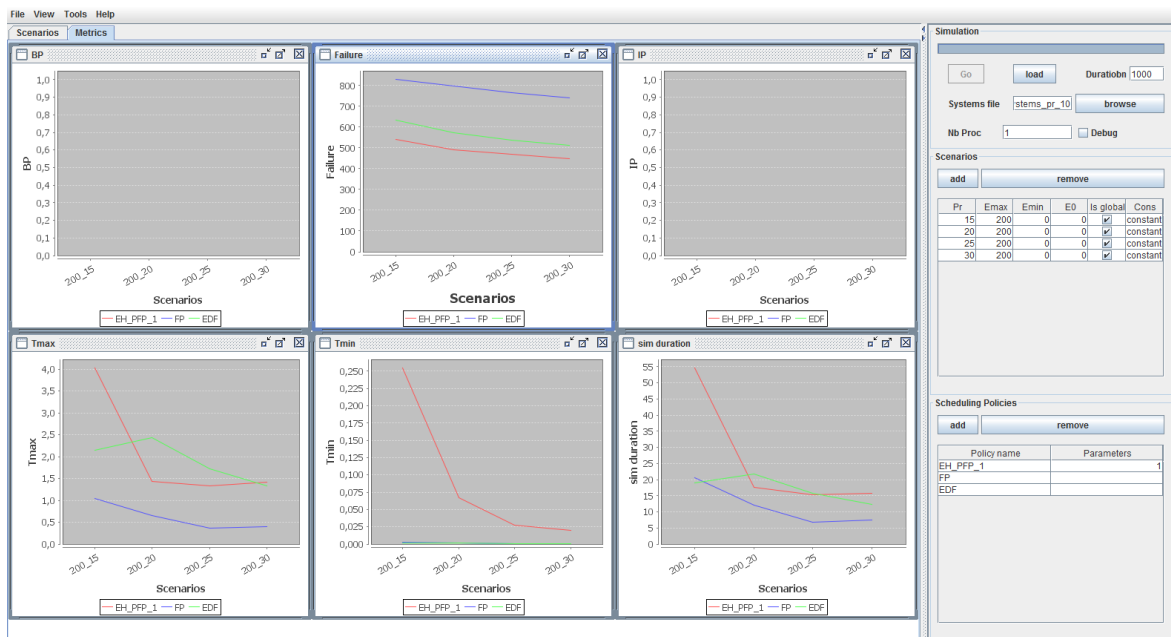 File View Tools Help
Scenarios Metrics
BP
1,0
0,9
0,8
0,7
0,6
0,5
0,4
0,3
0,2
0,1
0,0
BP
200_15 200_20 200_25 200_30
Scenarios
EH_PFP_1 FP EDF
Failure
800
700
600
500
400
300
200
100
0
Failure
200_15 200_20 200_25 200_30
Scenarios
EH_PFP_1 FP EDF
IP
1,0
0,9
0,8
0,7
0,6
0,5
0,4
0,3
0,2
0,1
0,0
IP
200_15 200_20 200_25 200_30
Scenarios
EH_PFP_1 FP EDF
Tmax
4,0
3,5
3,0
2,5
2,0
1,5
1,0
0,5
0,0
Tmax
200_15 200_20 200_25 200_30
Scenarios
EH_PFP_1 FP EDF
Tmin
0,250
0,225
0,200
0,175
0,150
0,125
0,100
0,075
0,050
0,025
0,000
Tmin
200_15 200_20 200_25 200_30
Scenarios
EH_PFP_1 FP EDF
sim duration
55
50
45
40
35
30
25
20
15
10
5
0
sim duration
200_15 200_20 200_25 200_30
Scenarios
EH_PFP_1 FP EDF
Simulation
Go load Duratiobn 1000
Systems file stems_pr_10 browse
Nb Proc 1 Debug
Scenarios
add remove
Pr Emax Emin E0 Is global Cons
15 200 0 0 constant
20 200 0 0 constant
25 200 0 0 constant
30 200 0 0 constant
Scheduling Policies
add remove
Policy name Parameters
EH_PFP_1 1
FP
EDF